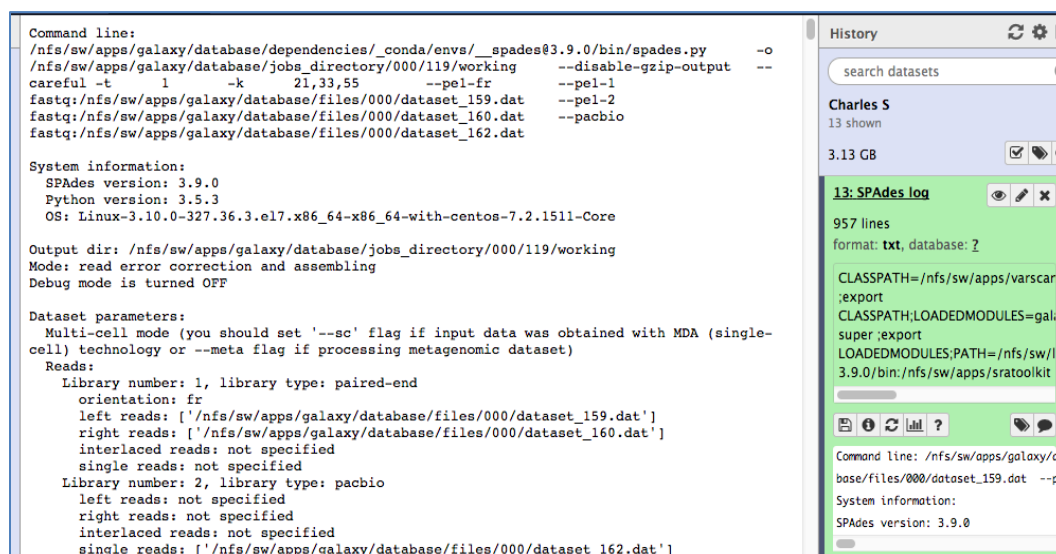 Command line:
/nfs/sw/apps/galaxy/database/dependencies/_conda/envs/__spades@3.9.0/bin/spades.py -o
/nfs/sw/apps/galaxy/database/jobs_directory/000/119/working --disable-gzip-output --
careful -t 1 -k 21,33,55 --pe1-fr --pe1-1
fastq:/nfs/sw/apps/galaxy/database/files/000/dataset_159.dat --pe1-2
fastq:/nfs/sw/apps/galaxy/database/files/000/dataset_160.dat --pacbio
fastq:/nfs/sw/apps/galaxy/database/files/000/dataset_162.dat
System information:
SPAdes version: 3.9.0
Python version: 3.5.3
OS: Linux-3.10.0-327.36.3.el7.x86_64-x86_64-with-centos-7.2.1511-Core
Output dir: /nfs/sw/apps/galaxy/database/jobs_directory/000/119/working
Mode: read error correction and assembling
Debug mode is turned OFF
Dataset parameters:
Multi-cell mode (you should set '--sc' flag if input data was obtained with MDA (single-
cell) technology or --meta flag if processing metagenomic dataset)
Reads:
Library number: 1, library type: paired-end
orientation: fr
left reads: ['/nfs/sw/apps/galaxy/database/files/000/dataset_159.dat']
right reads: ['/nfs/sw/apps/galaxy/database/files/000/dataset_160.dat']
interlaced reads: not specified
single reads: not specified
Library number: 2, library type: pacbio
left reads: not specified
right reads: not specified
interlaced reads: not specified
single reads: ['/nfs/sw/apps/galaxy/database/files/000/dataset_162.dat']
History
search datasets
Charles S
13 shown
3.13 GB
13: SPAdes log
957 lines
format: txt, database: ?
CLASSPATH=/nfs/sw/apps/varscan
;export
CLASSPATH;LOADEDMODULES=gala
super ;export
LOADEDMODULES;PATH=/nfs/sw/l
3.9.0/bin:/nfs/sw/apps/sratoolkit
?
Command line: /nfs/sw/apps/galaxy/d
base/files/000/dataset_159.dat --p
System information:
SPAdes version: 3.9.0